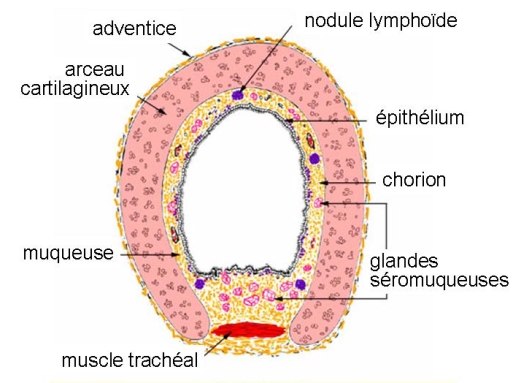 nodule lymphoïde
adventice
arceau
cartilagineux
épithélium
chorion
muqueuse
glandes
séromuqueuses
muscle trachéal